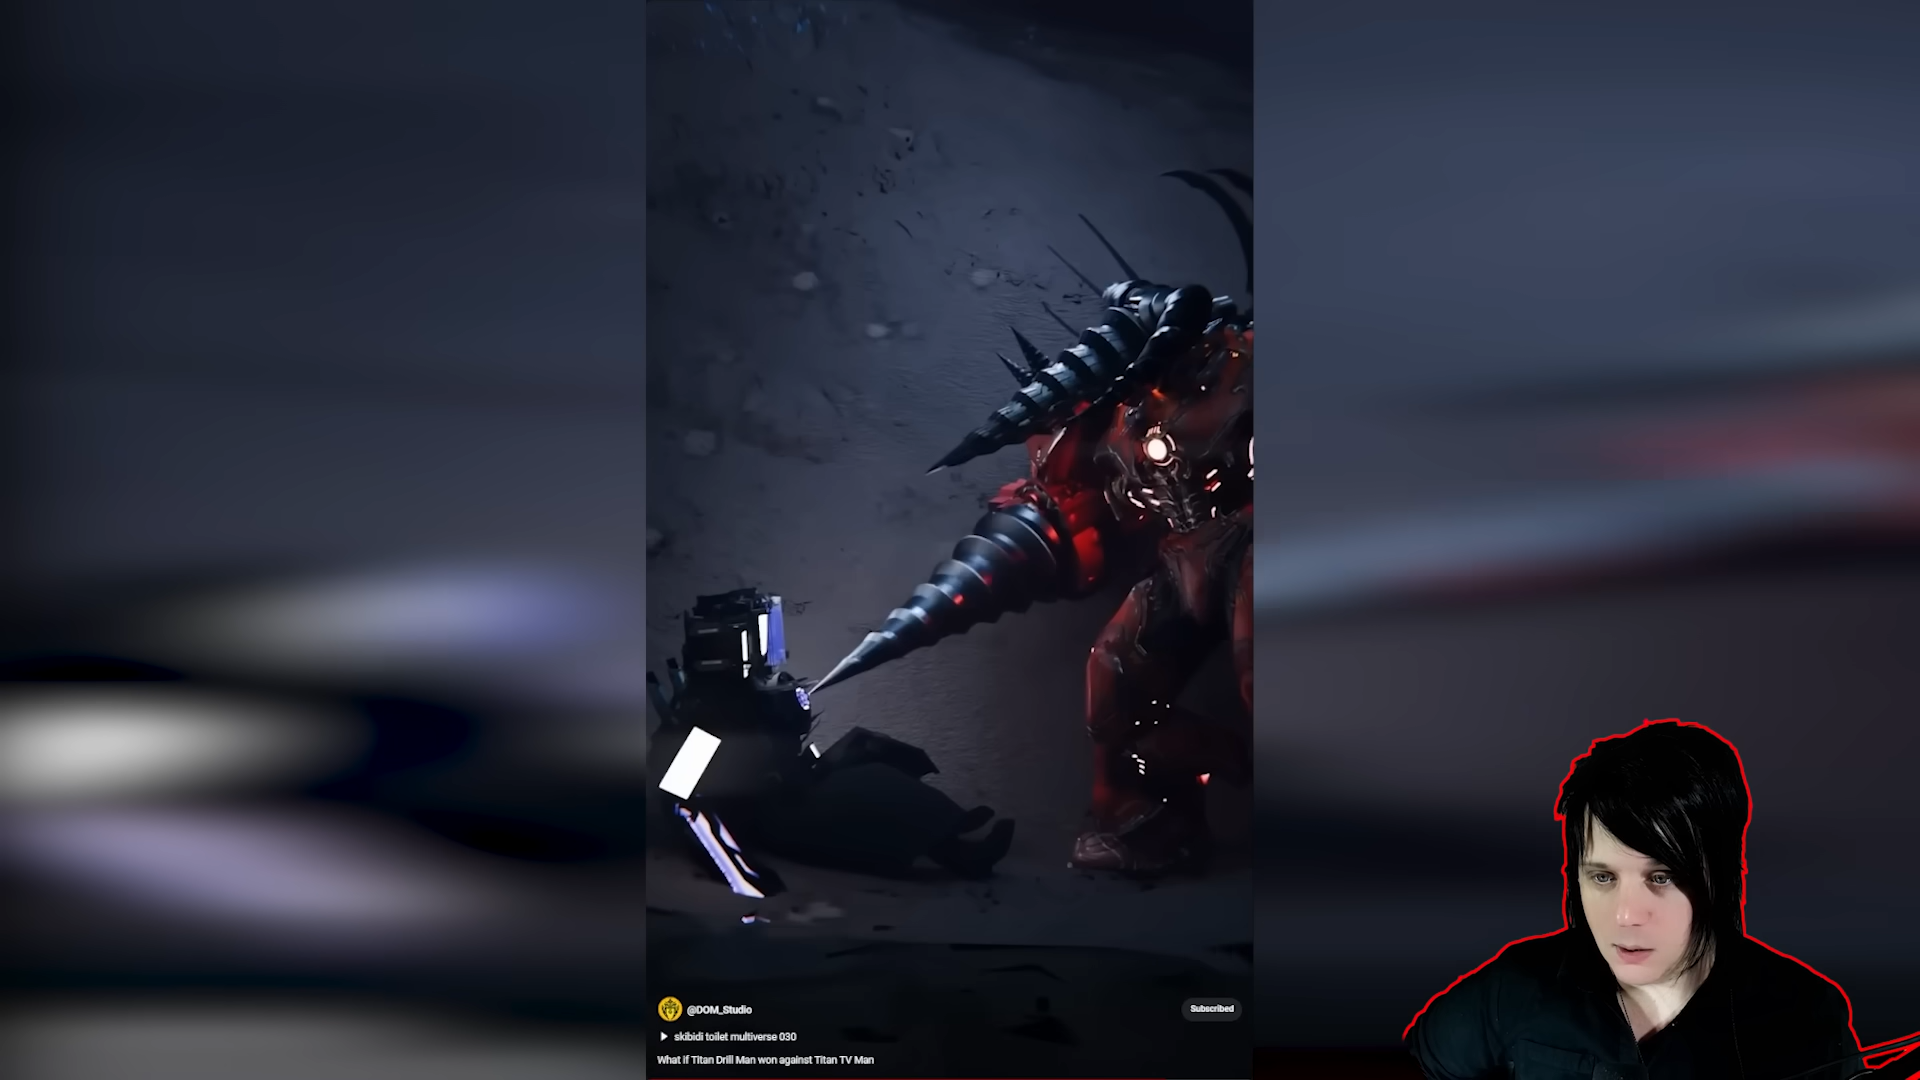 @DOM_Studio
Subscribed
skibidi toilet multiverse 030
What if Titan Drill Man won against Titan TV Man